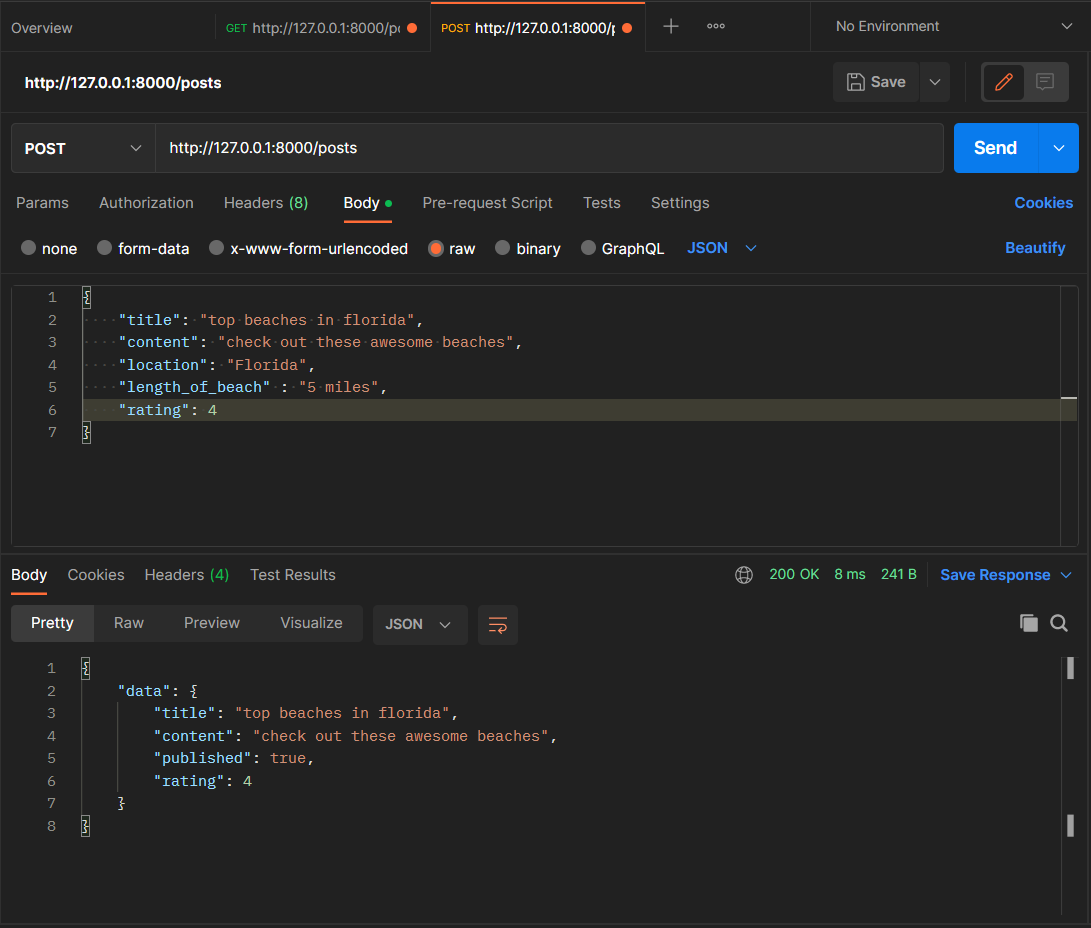 Overview GET http://127.0.0.1:8000/po POST http://127.0.0.1:8000/p No Environment
http://127.0.0.1:8000/posts Save
POST http://127.0.0.1:8000/posts Send
Params Authorization Headers (8) Body Pre-request Script Tests Settings Cookies
none form-data x-www-form-urlencoded raw binary GraphQL JSON Beautify
1 {
2 "title": "top beaches in florida",
3 "content": "check out these awesome beaches",
4 "location": "Florida",
5 "length_of_beach" : "5 miles",
6 "rating": 4
7 }
Body Cookies Headers (4) Test Results 200 OK 8 ms 241 B Save Response
Pretty Raw Preview Visualize JSON
1 {
2 "data": {
3 "title": "top beaches in florida",
4 "content": "check out these awesome beaches",
5 "published": true,
6 "rating": 4
7 }
8 }